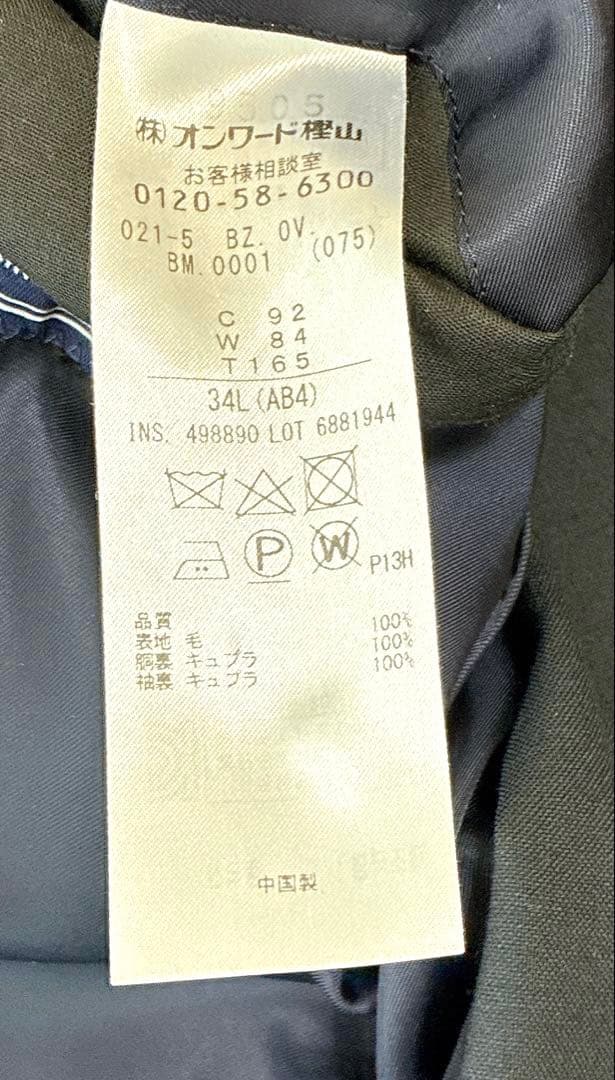 (株)オンワード樫山
お客様相談室
0120-58-6300
021-5 BZ. OV.
BM.0001 (075)
C 92
W 84
T165
34L(AB4)
INS. 498890 LOT 6881944
P
W
P13H
品質
表地 毛 100%
胴裏 キュプラ 100%
袖裏 キュプラ 100%
中国製